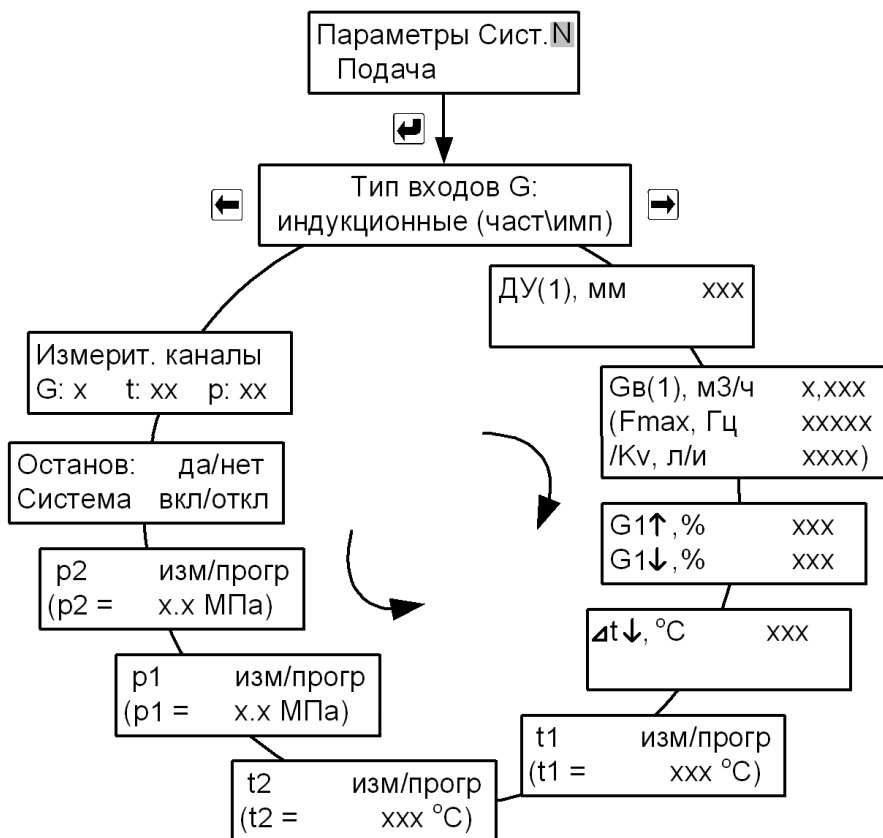 Параметры Сист.N
Подача
Тип входов G:
индукционные (част\имп)
ДУ(1), мм xxx
Gв(1), м3/ч x,xxx
(Fmax, Гц xxxxx
/Kv, л/и xxxx)
G1↑,% xxx
G1↓,% xxx
⊿t↓, °C xxx
t1 изм/прогр
(t1 = xxx °C)
t2 изм/прогр
(t2 = xxx °C)
p1 изм/прогр
(p1 = x.x МПа)
p2 изм/прогр
(p2 = x.x МПа)
Останов: да/нет
Система вкл/откл
Измерит. каналы
G: x t: xx p: xx